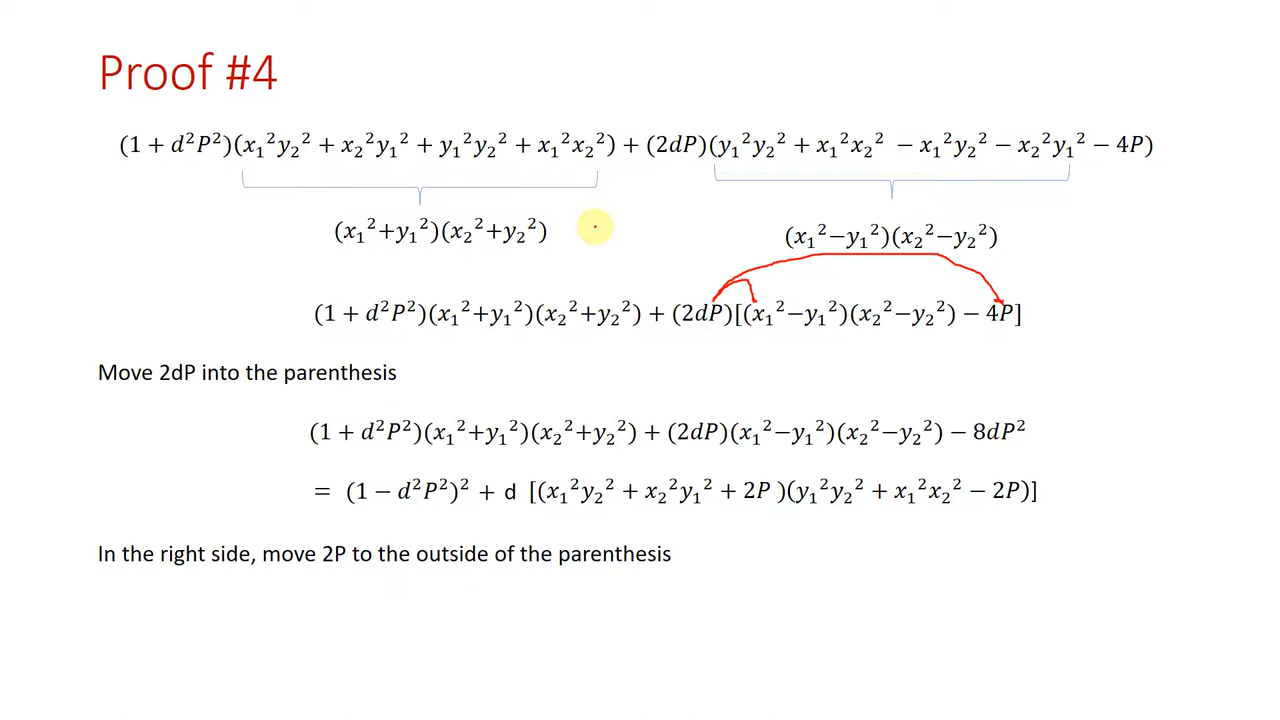 Proof #4
(1 + d²P²)(x₁²y₂² + x₂²y₁² + y₁²y₂² + x₁²x₂²) + (2dP)(y₁²y₂² + x₁²x₂² − x₁²y₂² − x₂²y₁² − 4P)
(x₁²+y₁²)(x₂²+y₂²) (x₁²−y₁²)(x₂²−y₂²)
(1 + d²P²)(x₁²+y₁²)(x₂²+y₂²) + (2dP)[(x₁²−y₁²)(x₂²−y₂²) − 4P]
Move 2dP into the parenthesis
(1 + d²P²)(x₁²+y₁²)(x₂²+y₂²) + (2dP)(x₁²−y₁²)(x₂²−y₂²) − 8dP²
= (1 − d²P²)² + d [(x₁²y₂² + x₂²y₁² + 2P )(y₁²y₂² + x₁²x₂² − 2P)]
In the right side, move 2P to the outside of the parenthesis